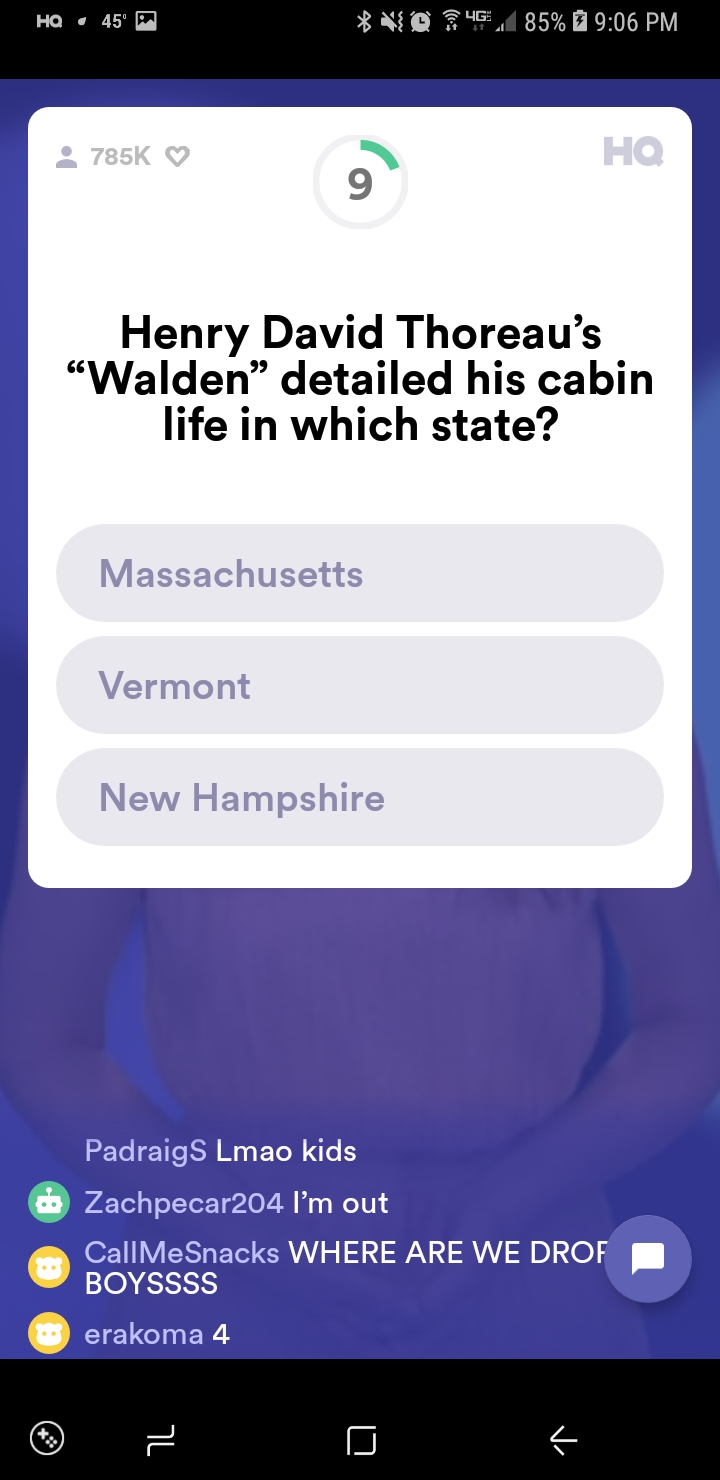 HQ 45° 4G 85% 9:06 PM
785K 9 HQ
Henry David Thoreau’s
“Walden” detailed his cabin
life in which state?
Massachusetts
Vermont
New Hampshire
PadraigS Lmao kids
Zachpecar204 I’m out
CallMeSnacks WHERE ARE WE DROP
BOYSSSS
erakoma 4